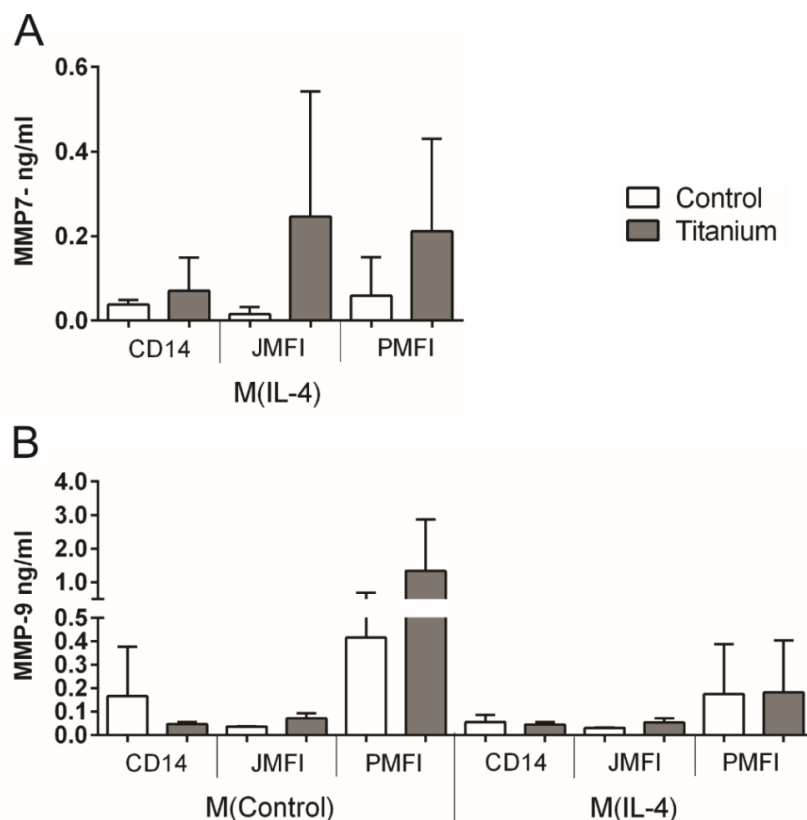 A
MMP7- ng/ml
0.6
0.4
0.2
0.0
CD14 JMFI PMFI
M(IL-4)
Control
Titanium
B
MMP-9 ng/ml
4.0
3.0
2.0
1.0
0.5
0.4
0.3
0.2
0.1
0.0
CD14 JMFI PMFI CD14 JMFI PMFI
M(Control) M(IL-4)